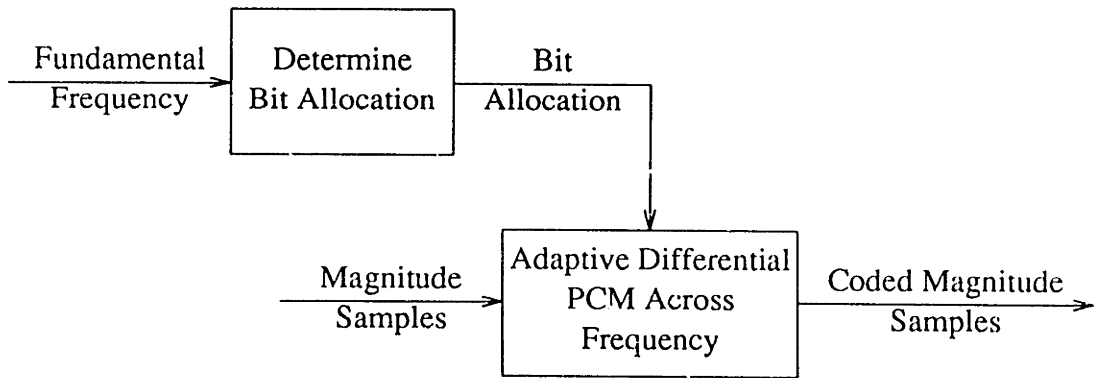 Fundamental
Frequency
Determine
Bit Allocation
Bit
Allocation
Magnitude
Samples
Adaptive Differential
PCM Across
Frequency
Coded Magnitude
Samples